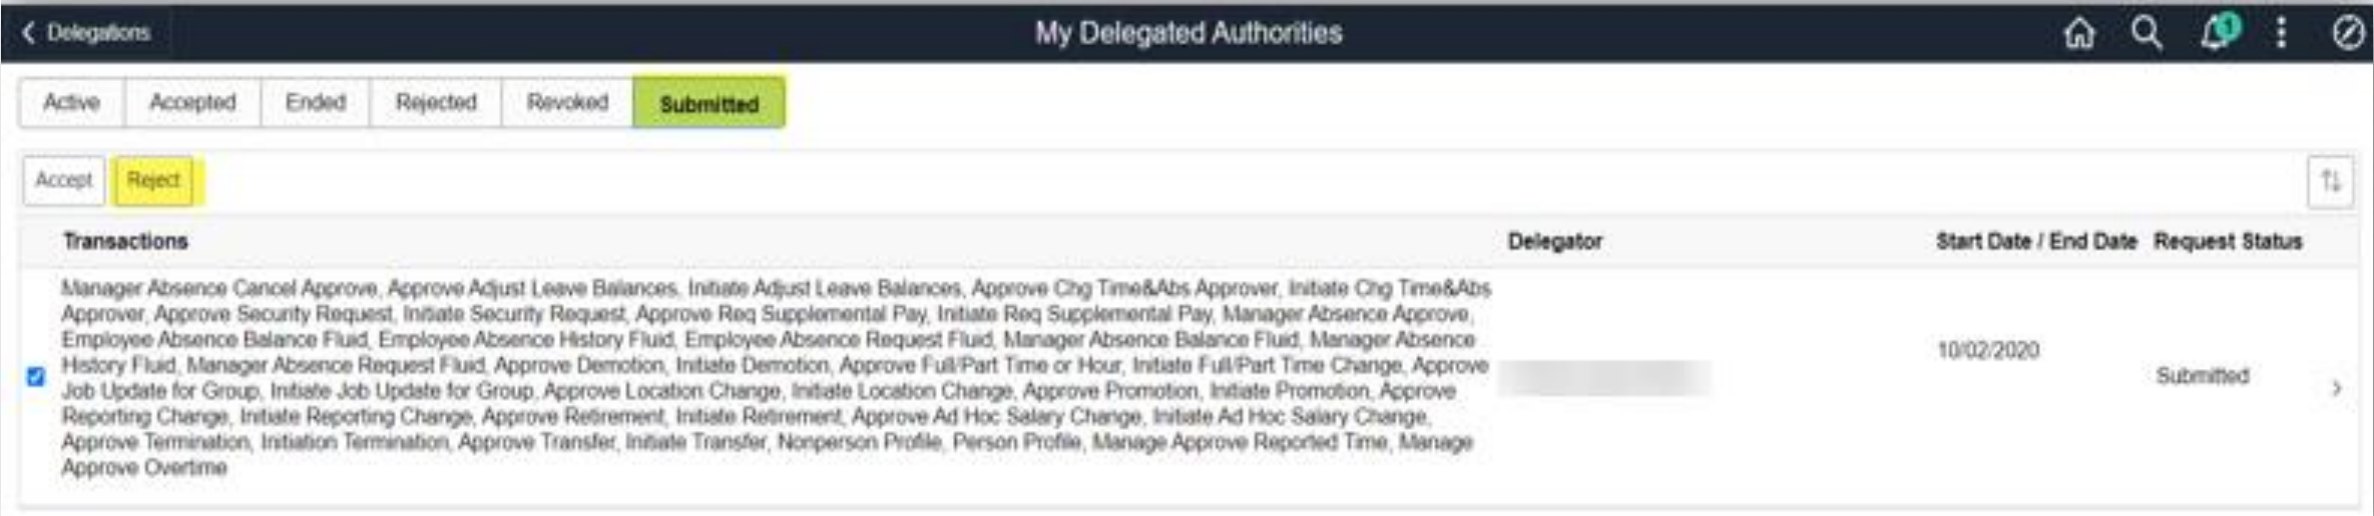 Delegations
My Delegated Authorities
1
Active Accepted Ended Rejected Revoked Submitted
Accept Reject
Transactions Delegator Start Date / End Date Request Status
Manager Absence Cancel Approve, Approve Adjust Leave Balances, Initiate Adjust Leave Balances, Approve Chg Time&Abs Approver, Initiate Chg Time&Abs
Approver, Approve Security Request, Initiate Security Request, Approve Req Supplemental Pay, Initiate Req Supplemental Pay, Manager Absence Approve,
Employee Absence Balance Fluid, Employee Absence History Fluid, Employee Absence Request Fluid, Manager Absence Balance Fluid, Manager Absence
History Fluid, Manager Absence Request Fluid, Approve Demotion, Initiate Demotion, Approve Full/Part Time or Hour, Initiate Full/Part Time Change, Approve
Job Update for Group, Initiate Job Update for Group, Approve Location Change, Initiate Location Change, Approve Promotion, Initiate Promotion, Approve
Reporting Change, Initiate Reporting Change, Approve Retirement, Initiate Retirement, Approve Ad Hoc Salary Change, Initiate Ad Hoc Salary Change,
Approve Termination, Initiation Termination, Approve Transfer, Initiate Transfer, Nonperson Profile, Person Profile, Manage Approve Reported Time, Manage
Approve Overtime
10/02/2020
Submitted